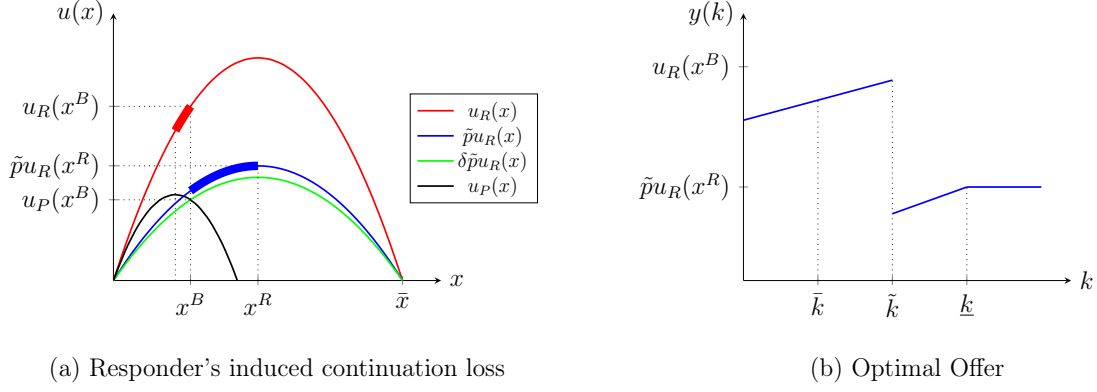 u(x)
u_R(x^B)
p̃u_R(x^R)
u_P(x^B)
x^B
x^R
x̄
x
u_R(x)
p̃u_R(x)
δp̃u_R(x)
u_P(x)
(a) Responder's induced continuation loss
y(k)
u_R(x^B)
p̃u_R(x^R)
k̄
k̃
k̲
k
(b) Optimal Offer